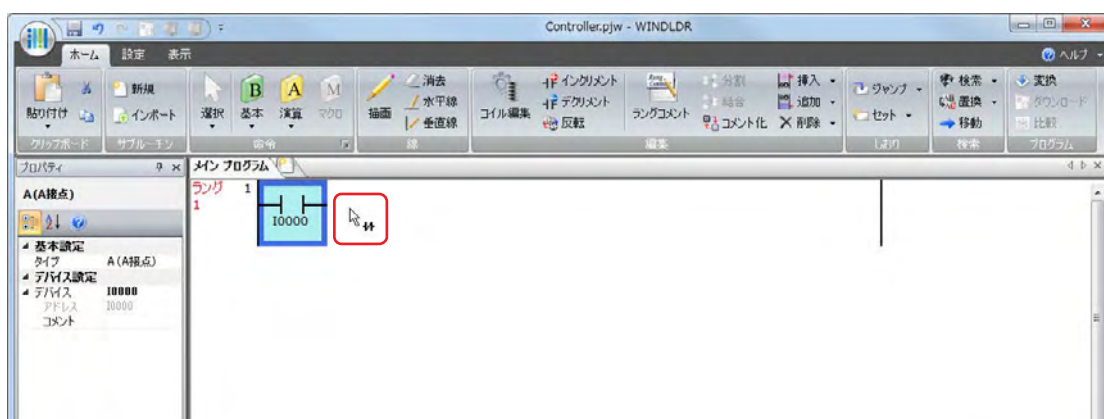 Controller.pjw - WINDLDR
ホーム 設定 表示 ヘルプ
貼り付け 新規 インポート 選択 基本 演算 マクロ 描画 消去 水平線 垂直線 コイル編集 インクリメント デクリメント 反転 ラングコメント 分割 結合 コメント化 挿入 追加 削除 ジャンプ セット 検索 置換 移動 変換 ダウンロード 比較
B A M
クリップボード サブルーチン 命令 線 編集 しおり 検索 プログラム
プロパティ メイン プログラム
A(A接点)
ラング 1
1
I0000
基本設定
タイプ A(A接点)
デバイス設定
デバイス I0000
アドレス I0000
コメント